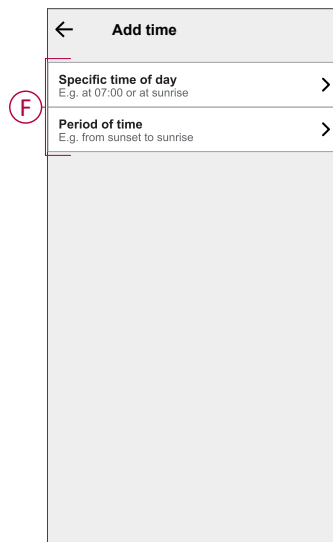 Add time
Specific time of day
E.g. at 07:00 or at sunrise
F
Period of time
E.g. from sunset to sunrise